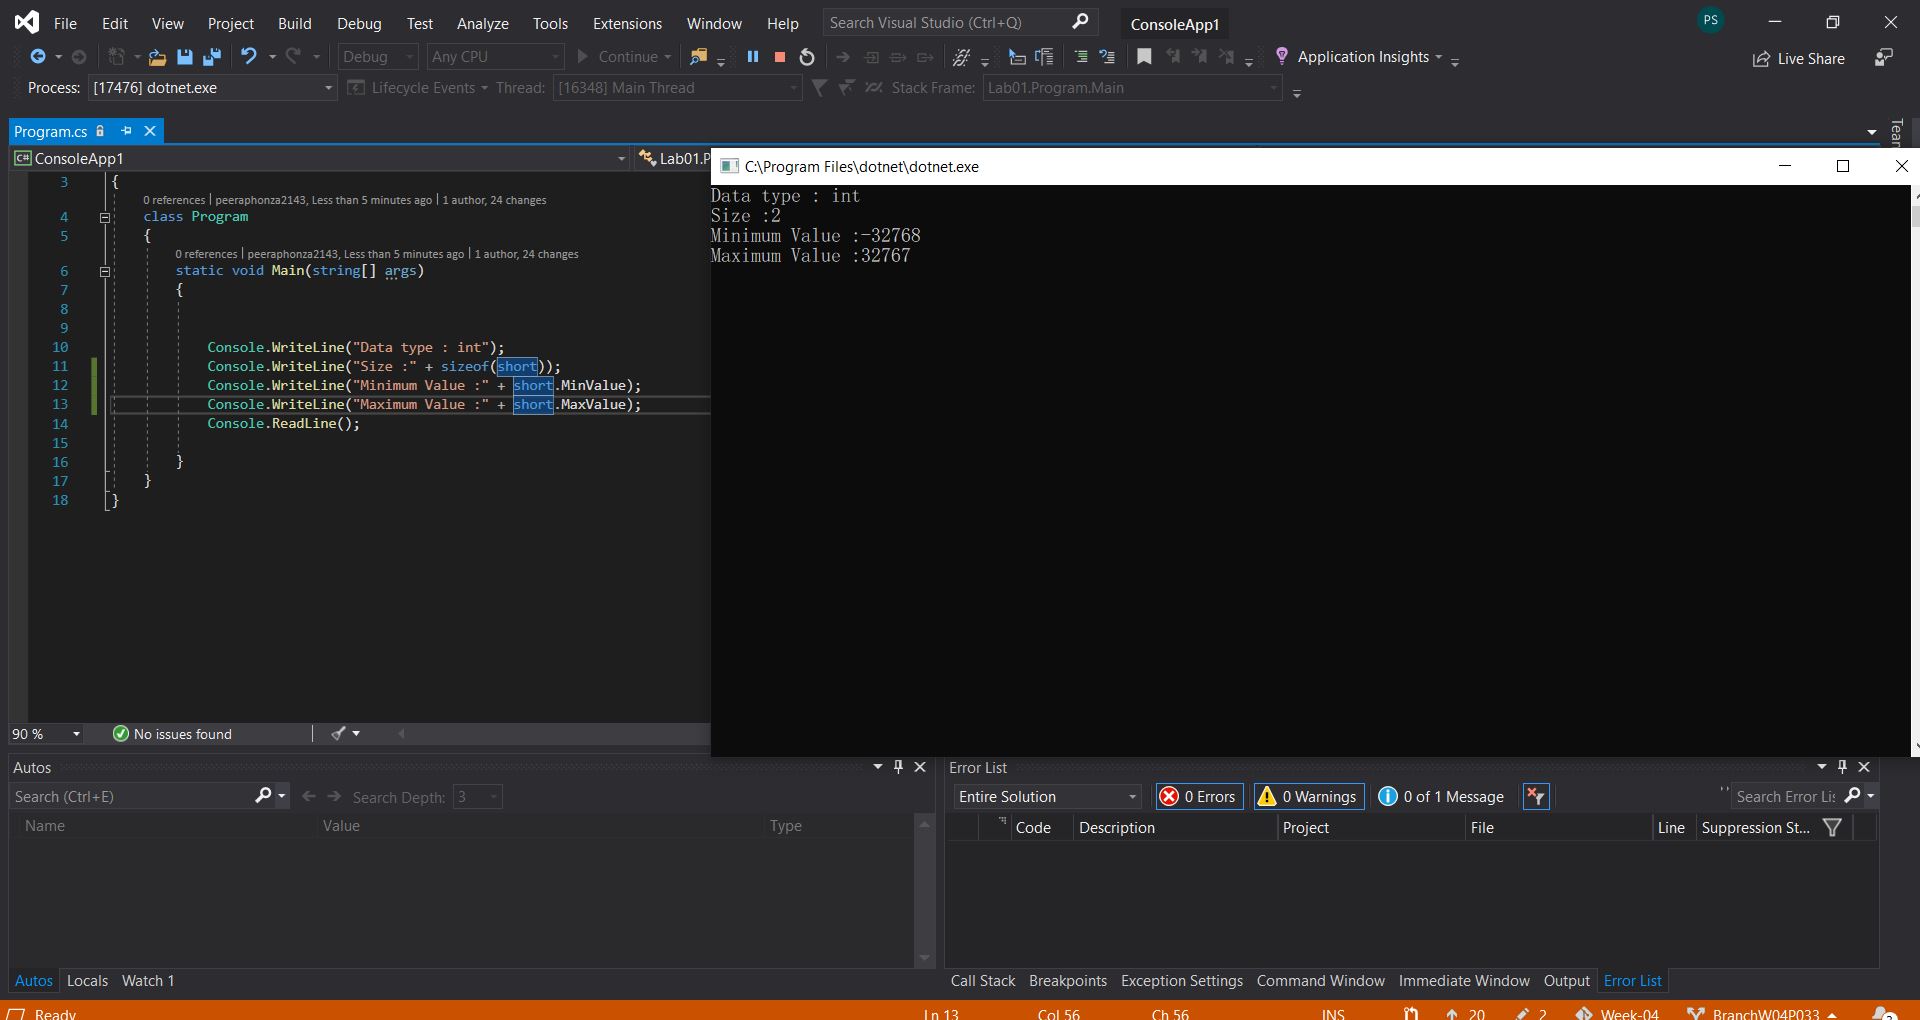 File Edit View Project Build Debug Test Analyze Tools Extensions Window Help Search Visual Studio (Ctrl+Q) ConsoleApp1 PS
Debug Any CPU Continue Application Insights Live Share
Process: [17476] dotnet.exe Lifecycle Events Thread: [16348] Main Thread Stack Frame: Lab01.Program.Main
Program.cs
C# ConsoleApp1 Lab01.P
C:\Program Files\dotnet\dotnet.exe
Data type : int
Size :2
Minimum Value :-32768
Maximum Value :32767
3 {
0 references | peeraphonza2143, Less than 5 minutes ago | 1 author, 24 changes
4 class Program
5 {
0 references | peeraphonza2143, Less than 5 minutes ago | 1 author, 24 changes
6 static void Main(string[] args)
7 {
8
9
10 Console.WriteLine("Data type : int");
11 Console.WriteLine("Size :" + sizeof(short));
12 Console.WriteLine("Minimum Value :" + short.MinValue);
13 Console.WriteLine("Maximum Value :" + short.MaxValue);
14 Console.ReadLine();
15
16 }
17 }
18 }
90 % No issues found
Autos
Search (Ctrl+E) Search Depth: 3
Name Value Type
Autos Locals Watch 1
Error List
Entire Solution 0 Errors 0 Warnings 0 of 1 Message Search Error Lis
Code Description Project File Line Suppression St...
Call Stack Breakpoints Exception Settings Command Window Immediate Window Output Error List
Ready Ln 13 Col 56 Ch 56 INS 20 2 Week-04 BranchW04P033